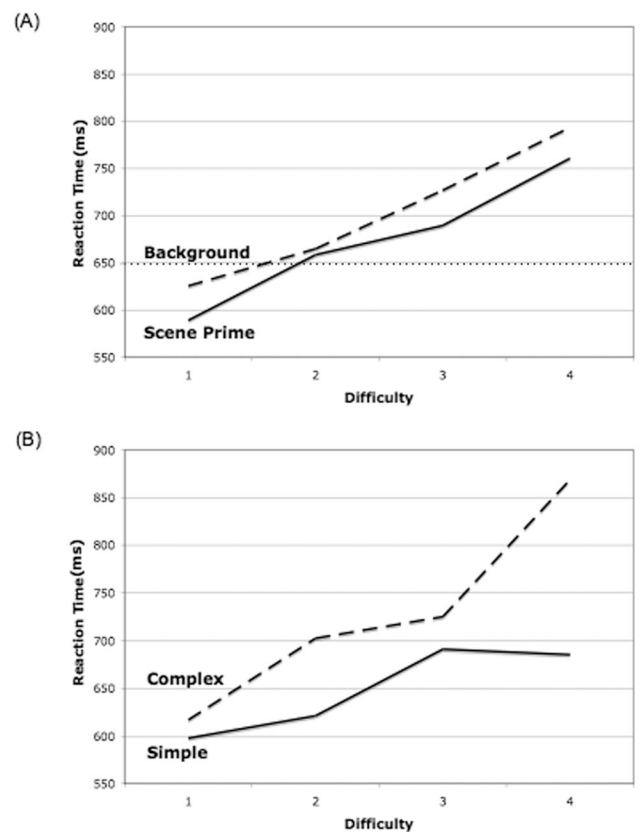 (A)
900
850
800
750
700
650
600
550
Reaction Time (ms)
Background
Scene Prime
1 2 3 4
Difficulty
(B)
900
850
800
750
700
650
600
550
Reaction Time (ms)
Complex
Simple
1 2 3 4
Difficulty